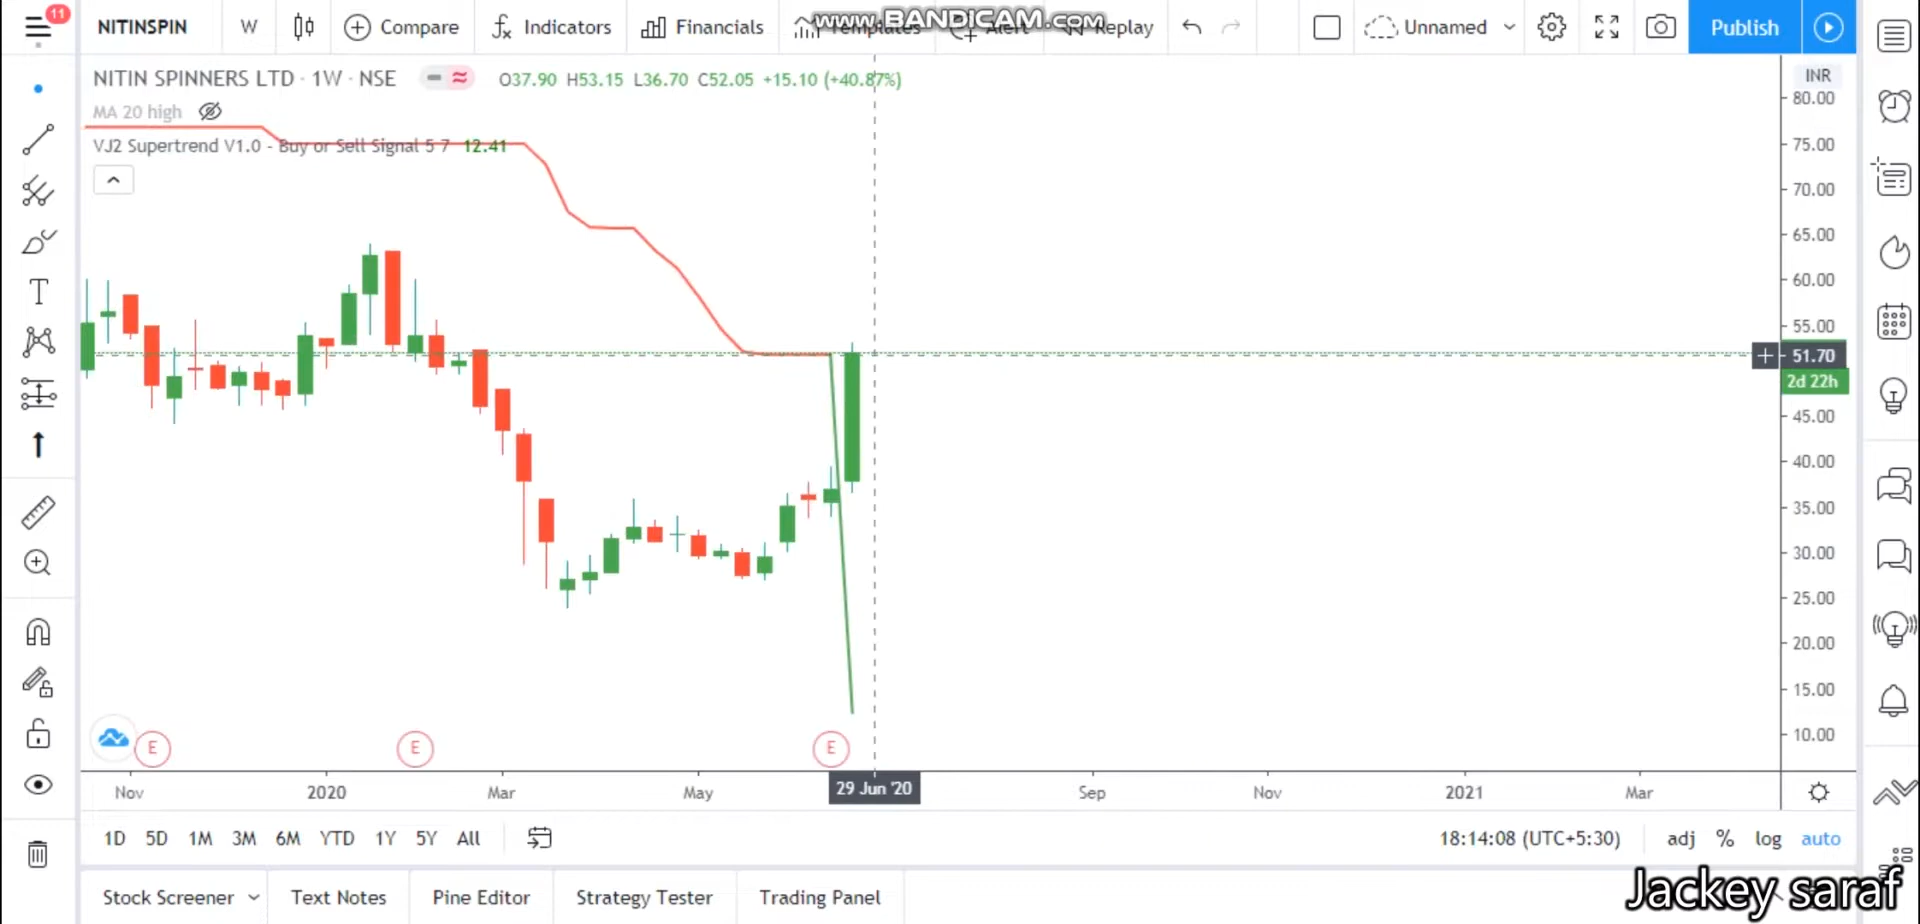 11
NITINSPIN W Compare Indicators Financials Templates Alert Replay Unnamed Publish
www.BANDICAM.com
NITIN SPINNERS LTD · 1W · NSE O37.90 H53.15 L36.70 C52.05 +15.10 (+40.87%)
MA 20 high
VJ2 Supertrend V1.0 - Buy or Sell Signal 5 7 12.41
INR
80.00
75.00
70.00
65.00
60.00
55.00
51.70
2d 22h
45.00
40.00
35.00
30.00
25.00
20.00
15.00
10.00
E E E
Nov 2020 Mar May 29 Jun '20 Sep Nov 2021 Mar
1D 5D 1M 3M 6M YTD 1Y 5Y All 18:14:08 (UTC+5:30) adj % log auto
Stock Screener Text Notes Pine Editor Strategy Tester Trading Panel
Jackey saraf